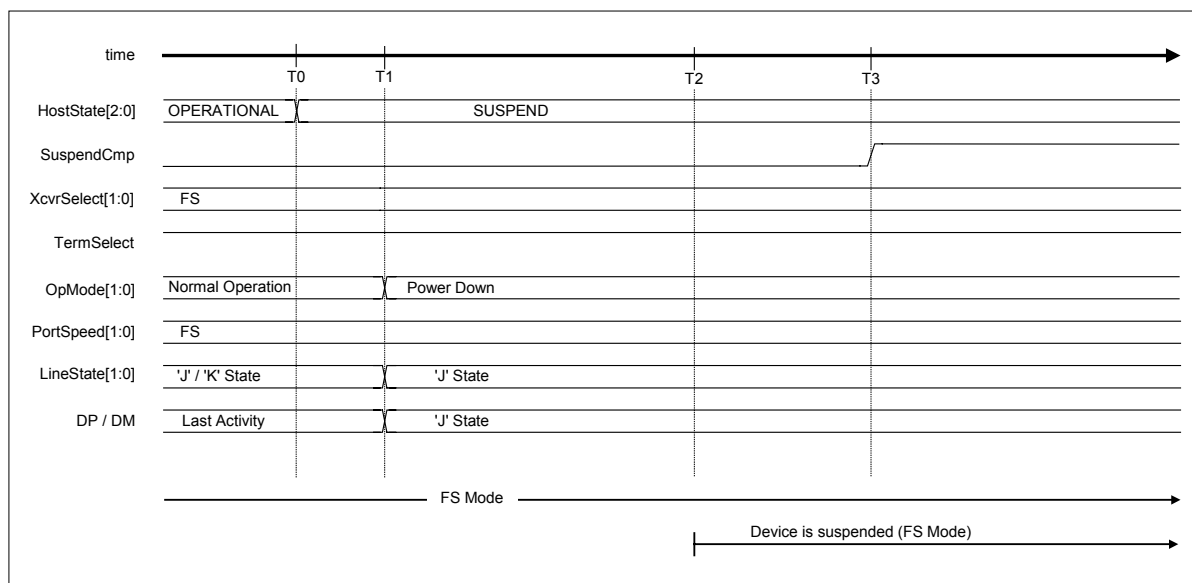 time
T0 T1 T2 T3
HostState[2:0] OPERATIONAL SUSPEND
SuspendCmp
XcvrSelect[1:0] FS
TermSelect
OpMode[1:0] Normal Operation Power Down
PortSpeed[1:0] FS
LineState[1:0] 'J' / 'K' State 'J' State
DP / DM Last Activity 'J' State
FS Mode
Device is suspended (FS Mode)